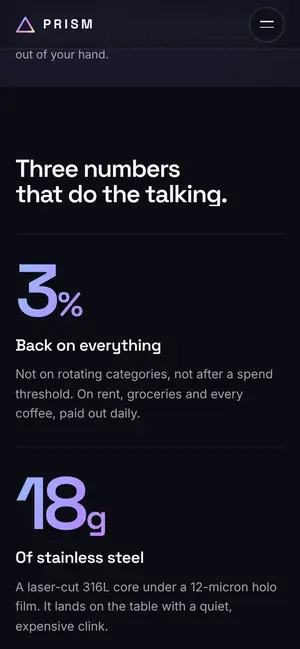 PRISM
out of your hand.
Three numbers
that do the talking.
3%
Back on everything
Not on rotating categories, not after a spend
threshold. On rent, groceries and every
coffee, paid out daily.
18g
Of stainless steel
A laser-cut 316L core under a 12-micron holo
film. It lands on the table with a quiet,
expensive clink.